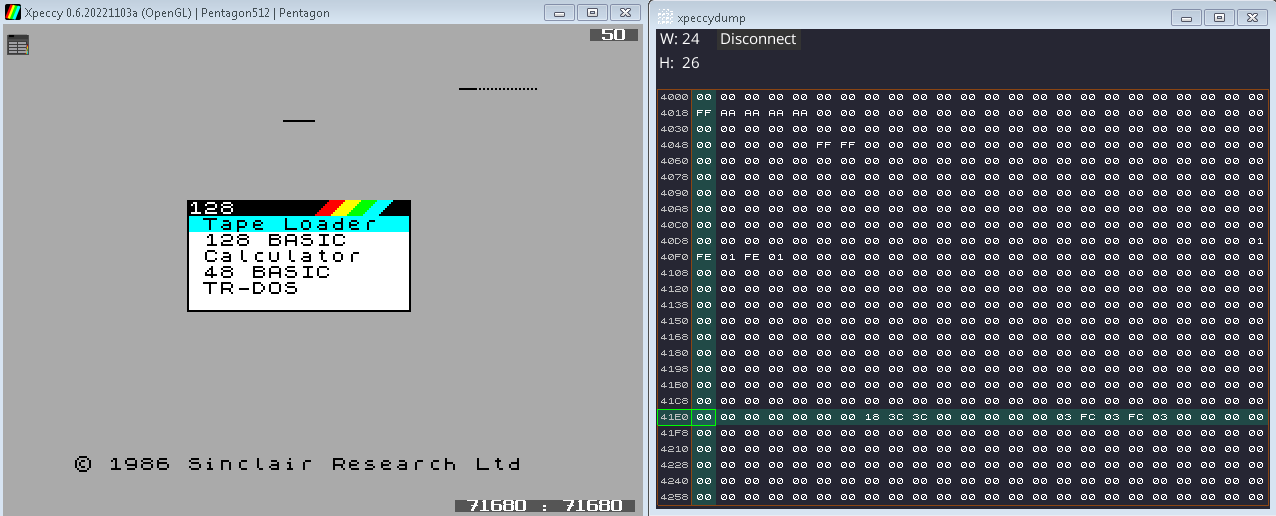 Xpeccy 0.6.20221103a (OpenGL) | Pentagon512 | Pentagon
50
128
Tape Loader
128 BASIC
Calculator
48 BASIC
TR-DOS
© 1986 Sinclair Research Ltd
71680 : 71680
xpeccydump
W: 24 Disconnect
H: 26
4000 00 00 00 00 00 00 00 00 00 00 00 00 00 00 00 00 00 00 00 00 00 00 00 00
4018 FF AA AA AA AA 00 00 00 00 00 00 00 00 00 00 00 00 00 00 00 00 00 00 00
4030 00 00 00 00 00 00 00 00 00 00 00 00 00 00 00 00 00 00 00 00 00 00 00 00
4048 00 00 00 00 00 FF FF 00 00 00 00 00 00 00 00 00 00 00 00 00 00 00 00 00
4060 00 00 00 00 00 00 00 00 00 00 00 00 00 00 00 00 00 00 00 00 00 00 00 00
4078 00 00 00 00 00 00 00 00 00 00 00 00 00 00 00 00 00 00 00 00 00 00 00 00
4090 00 00 00 00 00 00 00 00 00 00 00 00 00 00 00 00 00 00 00 00 00 00 00 00
40A8 00 00 00 00 00 00 00 00 00 00 00 00 00 00 00 00 00 00 00 00 00 00 00 00
40C0 00 00 00 00 00 00 00 00 00 00 00 00 00 00 00 00 00 00 00 00 00 00 00 00
40D8 00 00 00 00 00 00 00 00 00 00 00 00 00 00 00 00 00 00 00 00 00 00 00 01
40F0 FE 01 FE 01 00 00 00 00 00 00 00 00 00 00 00 00 00 00 00 00 00 00 00 00
4108 00 00 00 00 00 00 00 00 00 00 00 00 00 00 00 00 00 00 00 00 00 00 00 00
4120 00 00 00 00 00 00 00 00 00 00 00 00 00 00 00 00 00 00 00 00 00 00 00 00
4138 00 00 00 00 00 00 00 00 00 00 00 00 00 00 00 00 00 00 00 00 00 00 00 00
4150 00 00 00 00 00 00 00 00 00 00 00 00 00 00 00 00 00 00 00 00 00 00 00 00
4168 00 00 00 00 00 00 00 00 00 00 00 00 00 00 00 00 00 00 00 00 00 00 00 00
4180 00 00 00 00 00 00 00 00 00 00 00 00 00 00 00 00 00 00 00 00 00 00 00 00
4198 00 00 00 00 00 00 00 00 00 00 00 00 00 00 00 00 00 00 00 00 00 00 00 00
41B0 00 00 00 00 00 00 00 00 00 00 00 00 00 00 00 00 00 00 00 00 00 00 00 00
41C8 00 00 00 00 00 00 00 00 00 00 00 00 00 00 00 00 00 00 00 00 00 00 00 00
41E0 00 00 00 00 00 00 00 18 3C 3C 00 00 00 00 00 03 FC 03 FC 03 00 00 00 00
41F8 00 00 00 00 00 00 00 00 00 00 00 00 00 00 00 00 00 00 00 00 00 00 00 00
4210 00 00 00 00 00 00 00 00 00 00 00 00 00 00 00 00 00 00 00 00 00 00 00 00
4228 00 00 00 00 00 00 00 00 00 00 00 00 00 00 00 00 00 00 00 00 00 00 00 00
4240 00 00 00 00 00 00 00 00 00 00 00 00 00 00 00 00 00 00 00 00 00 00 00 00
4258 00 00 00 00 00 00 00 00 00 00 00 00 00 00 00 00 00 00 00 00 00 00 00 00